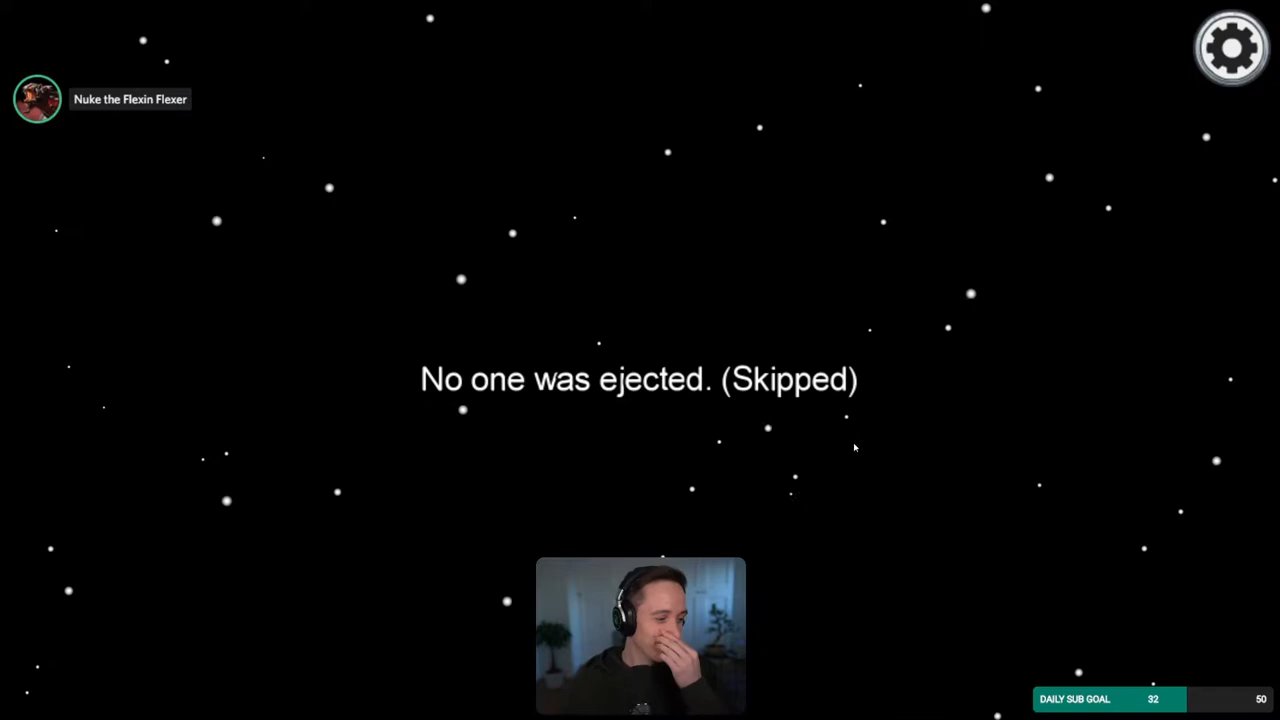 Nuke the Flexin Flexer
No one was ejected. (Skipped)
DAILY SUB GOAL 32 50